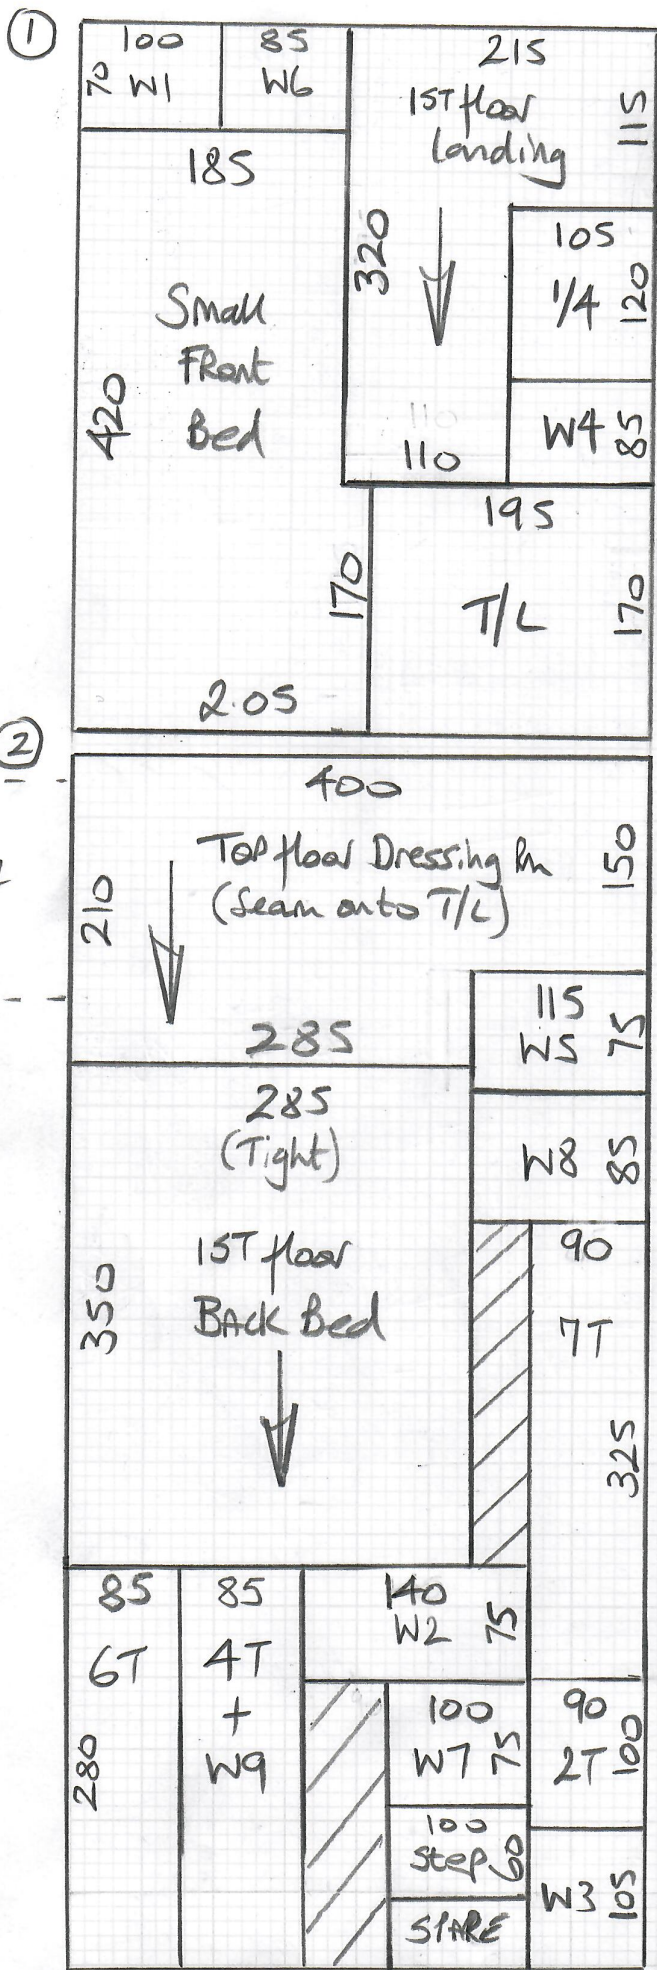 1
100
70 W1
85
W6
215
1ST floor
Landing
115
185
320
105
1/4 120
Small
Front
Bed
420
110
110
W4 85
195
170
T/L
170
2.05
2
400
Top floor Dressing Rm
(Seam onto T/L)
150
210
285
115
W5 75
285
(Tight)
W8 85
1ST floor
BACK Bed
350
90
7T
325
85
6T
280
85
4T
+
W9
140
W2 75
100
W7 75
90
2T 100
100
Step 60
SPARE
W3 105